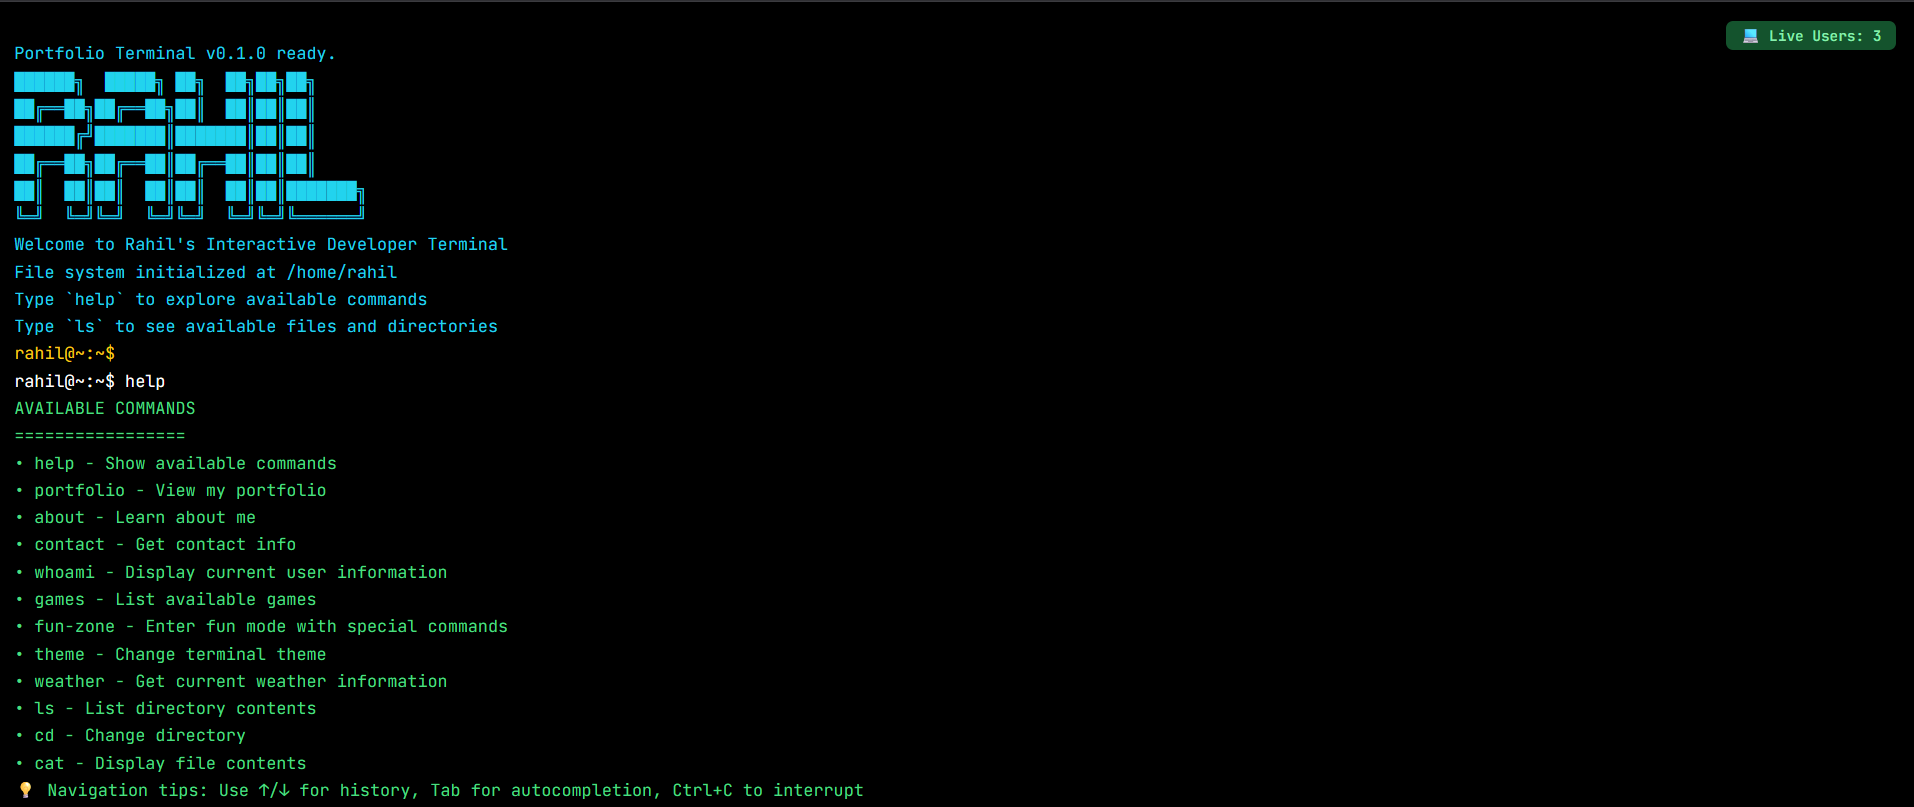 Portfolio Terminal v0.1.0 ready.
💻 Live Users: 3
RAHIL
Welcome to Rahil's Interactive Developer Terminal
File system initialized at /home/rahil
Type `help` to explore available commands
Type `ls` to see available files and directories
rahil@~:~$
rahil@~:~$ help
AVAILABLE COMMANDS
=================
• help - Show available commands
• portfolio - View my portfolio
• about - Learn about me
• contact - Get contact info
• whoami - Display current user information
• games - List available games
• fun-zone - Enter fun mode with special commands
• theme - Change terminal theme
• weather - Get current weather information
• ls - List directory contents
• cd - Change directory
• cat - Display file contents
💡 Navigation tips: Use ↑/↓ for history, Tab for autocompletion, Ctrl+C to interrupt